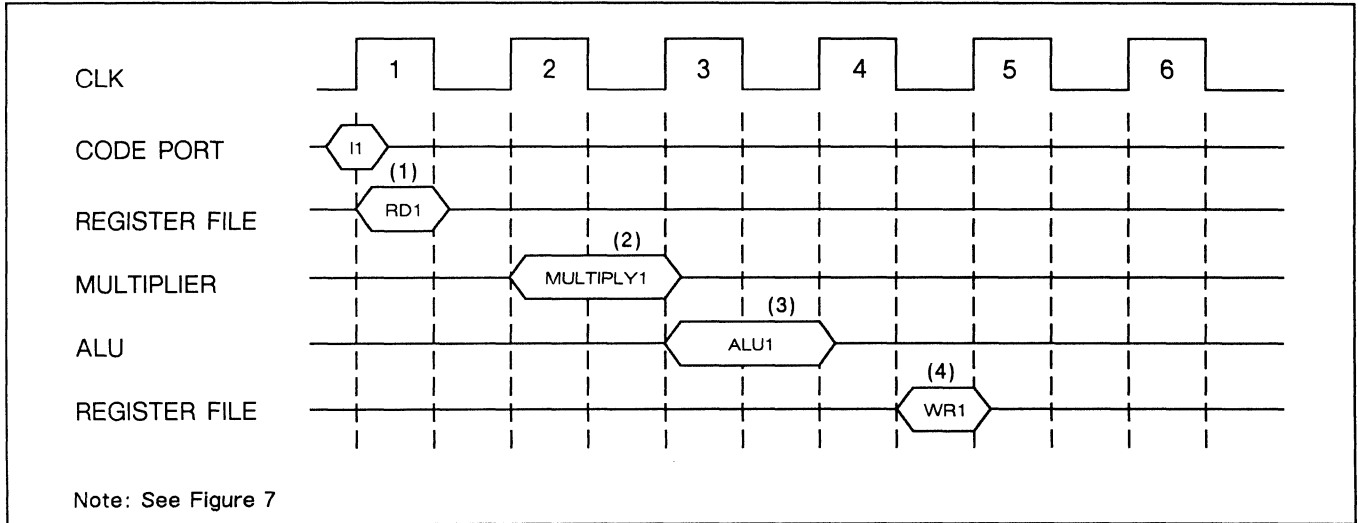 CLK 1 2 3 4 5 6
CODE PORT I1
(1)
REGISTER FILE RD1
(2)
MULTIPLIER MULTIPLY1
(3)
ALU ALU1
(4)
REGISTER FILE WR1
Note: See Figure 7